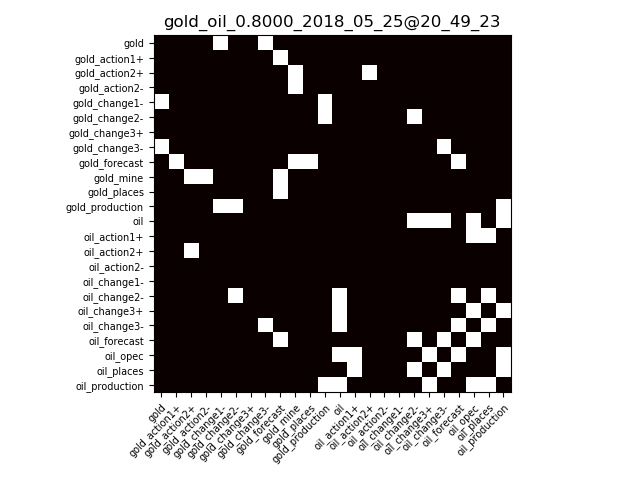 gold_oil_0.8000_2018_05_25@20_49_23
gold
gold_action1+
gold_action2+
gold_action2-
gold_change1-
gold_change2-
gold_change3+
gold_change3-
gold_forecast
gold_mine
gold_places
gold_production
oil
oil_action1+
oil_action2+
oil_action2-
oil_change1-
oil_change2-
oil_change3+
oil_change3-
oil_forecast
oil_opec
oil_places
oil_production
gold
gold_action1+
gold_action2+
gold_action2-
gold_change1-
gold_change2-
gold_change3+
gold_change3-
gold_forecast
gold_mine
gold_places
gold_production
oil
oil_action1+
oil_action2+
oil_action2-
oil_change1-
oil_change2-
oil_change3+
oil_change3-
oil_forecast
oil_opec
oil_places
oil_production